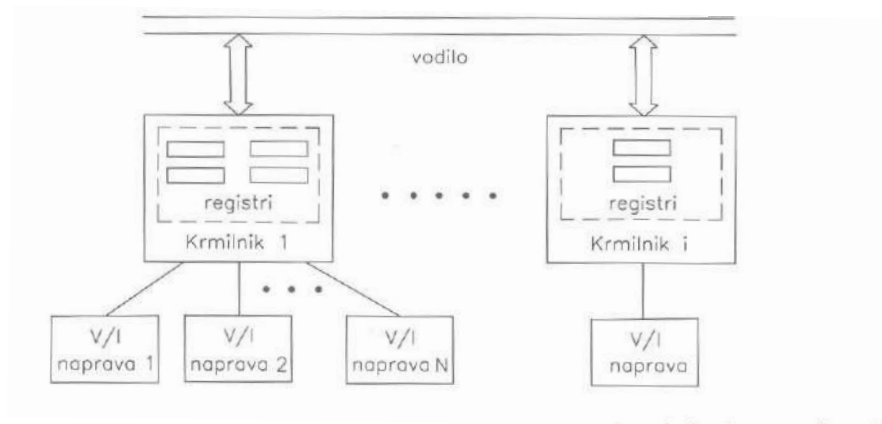 vodilo
registri
Krmilnik 1
registri
Krmilnik i
V/I
naprava 1
V/I
naprava 2
V/I
naprava N
V/I
naprava